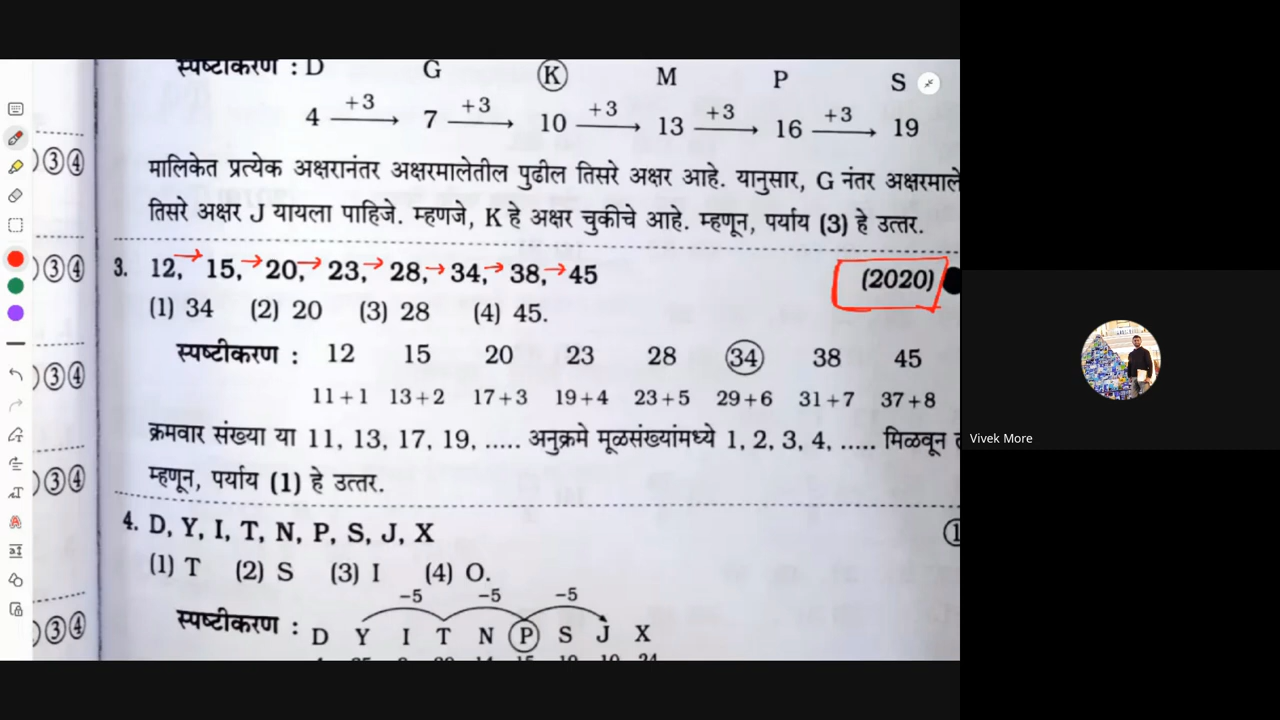 स्पष्टीकरण : D G K M P S
4 +3 7 +3 10 +3 13 +3 16 +3 19
मालिकेत प्रत्येक अक्षरानंतर अक्षरमालेतील पुढील तिसरे अक्षर आहे. यानुसार, G नंतर अक्षरमाले
तिसरे अक्षर J यायला पाहिजे. म्हणजे, K हे अक्षर चुकीचे आहे. म्हणून, पर्याय (3) हे उत्तर.
3. 12, 15, 20, 23, 28, 34, 38, 45 (2020)
(1) 34 (2) 20 (3) 28 (4) 45.
स्पष्टीकरण : 12 15 20 23 28 34 38 45
11+1 13+2 17+3 19+4 23+5 29+6 31+7 37+8
क्रमवार संख्या या 11, 13, 17, 19, ..... अनुक्रमे मूळसंख्यांमध्ये 1, 2, 3, 4, ..... मिळवून
म्हणून, पर्याय (1) हे उत्तर.
4. D, Y, I, T, N, P, S, J, X
(1) T (2) S (3) I (4) O.
-5 -5 -5
स्पष्टीकरण : D Y I T N P S J X
③④
③④
③④
③④
③④
Vivek More